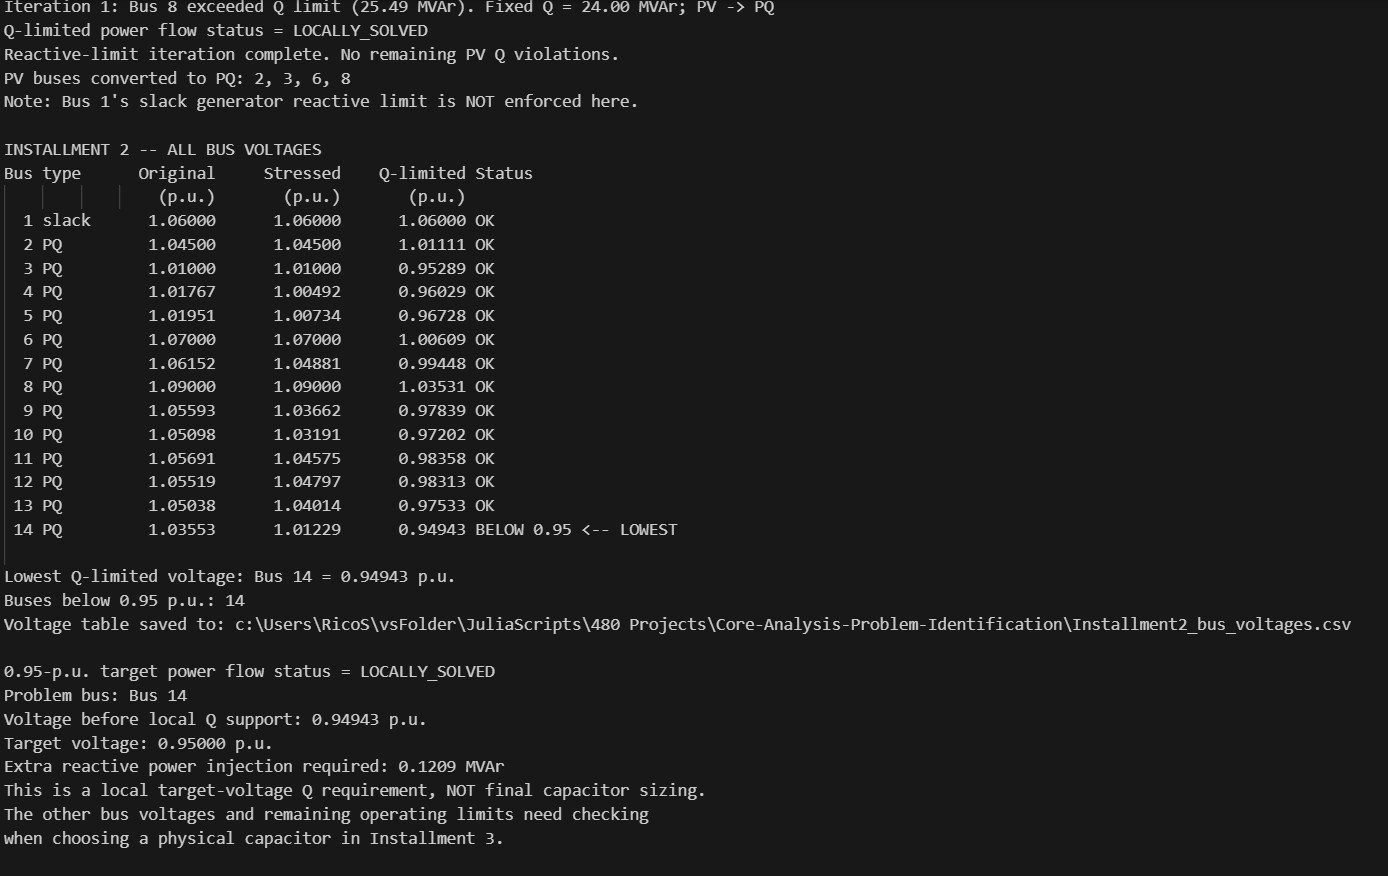 Iteration 1: Bus 8 exceeded Q limit (25.49 MVAr). Fixed Q = 24.00 MVAr; PV -> PQ
Q-limited power flow status = LOCALLY_SOLVED
Reactive-limit iteration complete. No remaining PV Q violations.
PV buses converted to PQ: 2, 3, 6, 8
Note: Bus 1's slack generator reactive limit is NOT enforced here.

INSTALLMENT 2 -- ALL BUS VOLTAGES
Bus type      Original     Stressed    Q-limited Status
                (p.u.)       (p.u.)       (p.u.)
  1 slack      1.06000      1.06000      1.06000 OK
  2 PQ         1.04500      1.04500      1.01111 OK
  3 PQ         1.01000      1.01000      0.95289 OK
  4 PQ         1.01767      1.00492      0.96029 OK
  5 PQ         1.01951      1.00734      0.96728 OK
  6 PQ         1.07000      1.07000      1.00609 OK
  7 PQ         1.06152      1.04881      0.99448 OK
  8 PQ         1.09000      1.09000      1.03531 OK
  9 PQ         1.05593      1.03662      0.97839 OK
 10 PQ         1.05098      1.03191      0.97202 OK
 11 PQ         1.05691      1.04575      0.98358 OK
 12 PQ         1.05519      1.04797      0.98313 OK
 13 PQ         1.05038      1.04014      0.97533 OK
 14 PQ         1.03553      1.01229      0.94943 BELOW 0.95 <-- LOWEST

Lowest Q-limited voltage: Bus 14 = 0.94943 p.u.
Buses below 0.95 p.u.: 14
Voltage table saved to: c:\Users\RicoS\vsFolder\JuliaScripts\480 Projects\Core-Analysis-Problem-Identification\Installment2_bus_voltages.csv

0.95-p.u. target power flow status = LOCALLY_SOLVED
Problem bus: Bus 14
Voltage before local Q support: 0.94943 p.u.
Target voltage: 0.95000 p.u.
Extra reactive power injection required: 0.1209 MVAr
This is a local target-voltage Q requirement, NOT final capacitor sizing.
The other bus voltages and remaining operating limits need checking
when choosing a physical capacitor in Installment 3.